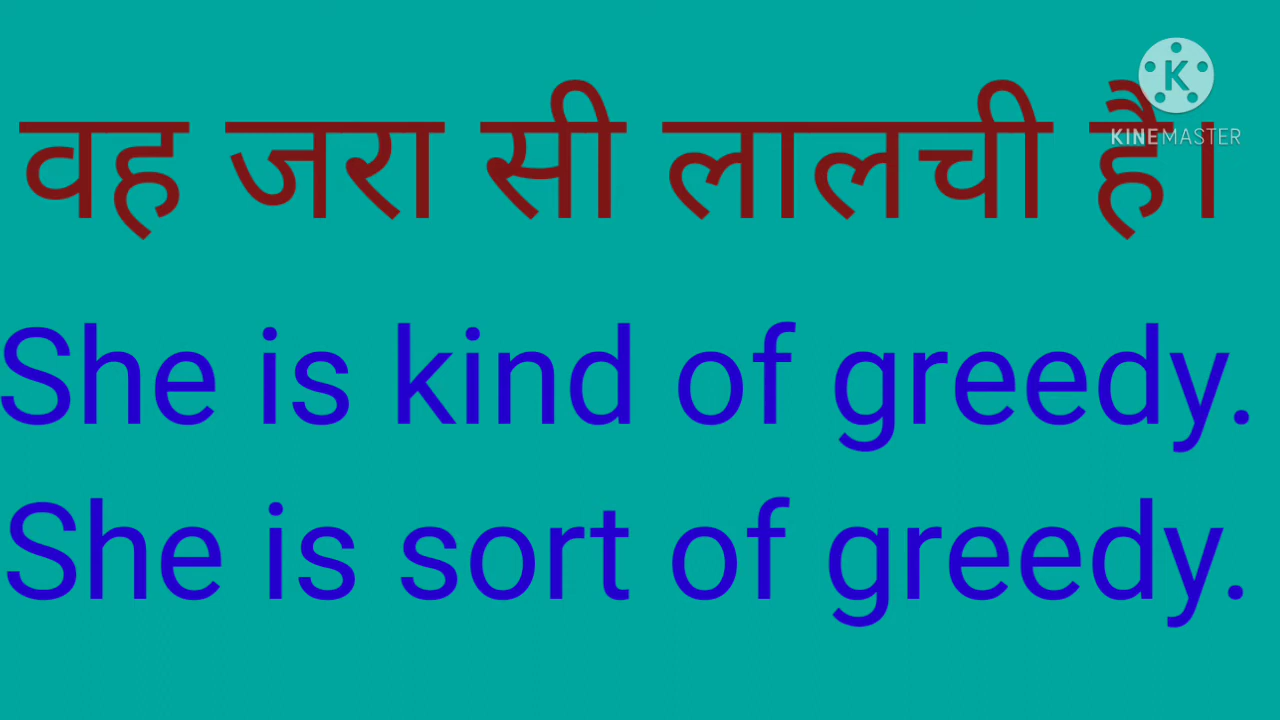 वह जरा सी लालची है।
KINEMASTER
She is kind of greedy.
She is sort of greedy.